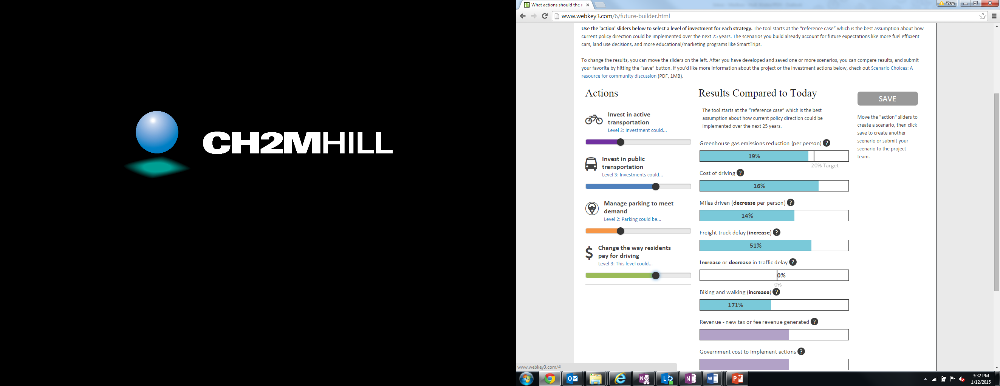 CH2MHILL
What actions should the r
You
www.webkey3.com/6/future-builder.html
Use the 'action' sliders below to select a level of investment for each strategy. The tool starts at the “reference case” which is the best assumption about how
current policy direction could be implemented over the next 25 years. The scenarios you build already account for future expectations like more fuel efficient
cars, land use decisions, and more educational/marketing programs like SmartTrips.
To change the results, you can move the sliders on the left. After you have developed and saved one or more scenarios, you can compare results, and submit
your favorite by hitting the “save” button. If you'd like more information about the project or the investment actions below, check out Scenario Choices: A
resource for community discussion (PDF, 1MB).
Actions
Invest in active
transportation
Level 2: Investment could...
Invest in public
transportation
Level 3: Investments could...
Manage parking to meet
demand
Level 2: Parking could be...
$ Change the way residents
pay for driving
Level 3: This level could...
Results Compared to Today
The tool starts at the “reference case” which is the best
assumption about how current policy direction could be
implemented over the next 25 years.
Greenhouse gas emissions reduction (per person) ?
19%
20% Target
Cost of driving ?
16%
Miles driven (decrease per person) ?
14%
Freight truck delay (increase) ?
51%
Increase or decrease in traffic delay ?
0%
0%
Biking and walking (increase) ?
171%
Revenue - new tax or fee revenue generated ?
Government cost to implement actions ?
SAVE
Move the "action" sliders to
create a scenario, then click
save to create another
scenario or submit your
scenario to the project
team.
www.webkey3.com/#
3:32 PM
1/12/2015